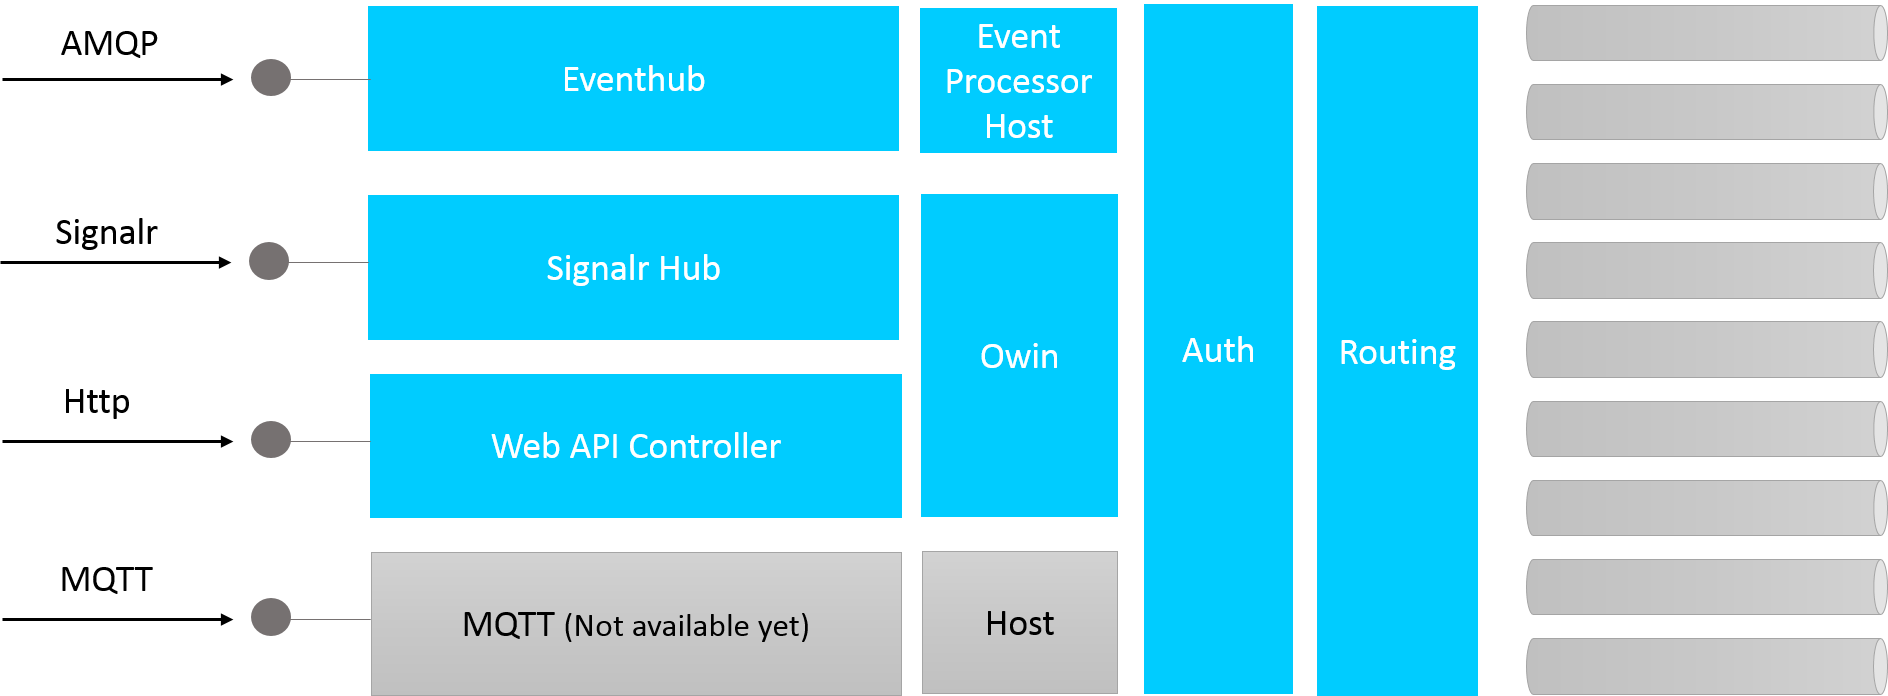 AMQP
Eventhub
Event
Processor
Host
Signalr
Signalr Hub
Owin
Auth
Routing
Http
Web API Controller
MQTT
MQTT (Not available yet)
Host